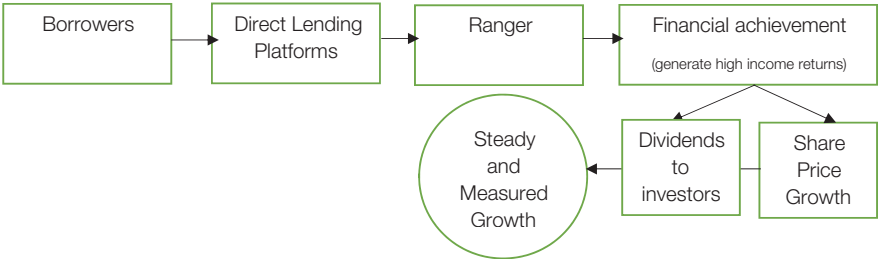 Borrowers
Direct Lending
Platforms
Ranger
Financial achievement
(generate high income returns)
Steady
and
Measured
Growth
Dividends
to
investors
Share
Price
Growth